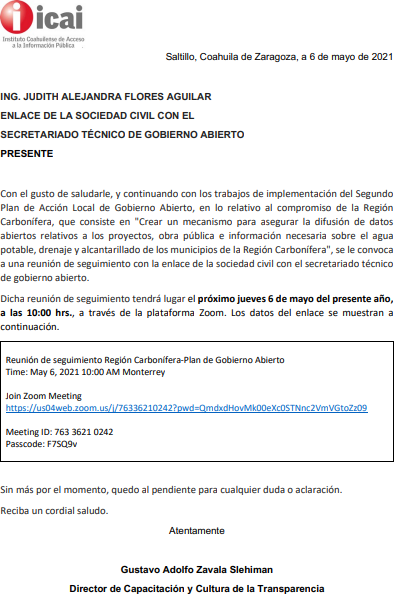 icai
Instituto Coahuilense de Acceso
a la Información Pública
Saltillo, Coahuila de Zaragoza, a 6 de mayo de 2021
ING. JUDITH ALEJANDRA FLORES AGUILAR
ENLACE DE LA SOCIEDAD CIVIL CON EL
SECRETARIADO TÉCNICO DE GOBIERNO ABIERTO
PRESENTE
Con el gusto de saludarle, y continuando con los trabajos de implementación del Segundo
Plan de Acción Local de Gobierno Abierto, en lo relativo al compromiso de la Región
Carbonífera, que consiste en "Crear un mecanismo para asegurar la difusión de datos
abiertos relativos a los proyectos, obra pública e información necesaria sobre el agua
potable, drenaje y alcantarillado de los municipios de la Región Carbonífera", se le convoca
a una reunión de seguimiento con la enlace de la sociedad civil con el secretariado técnico
de gobierno abierto.
Dicha reunión de seguimiento tendrá lugar el próximo jueves 6 de mayo del presente año,
a las 10:00 hrs., a través de la plataforma Zoom. Los datos del enlace se muestran a
continuación.
Reunión de seguimiento Región Carbonífera-Plan de Gobierno Abierto
Time: May 6, 2021 10:00 AM Monterrey
Join Zoom Meeting
https://us04web.zoom.us/j/76336210242?pwd=QmdxdHovMk00eXc0STNnc2VmVGtoZz09
Meeting ID: 763 3621 0242
Passcode: F7SQ9v
Sin más por el momento, quedo al pendiente para cualquier duda o aclaración.
Reciba un cordial saludo.
Atentamente
Gustavo Adolfo Zavala Slehiman
Director de Capacitación y Cultura de la Transparencia